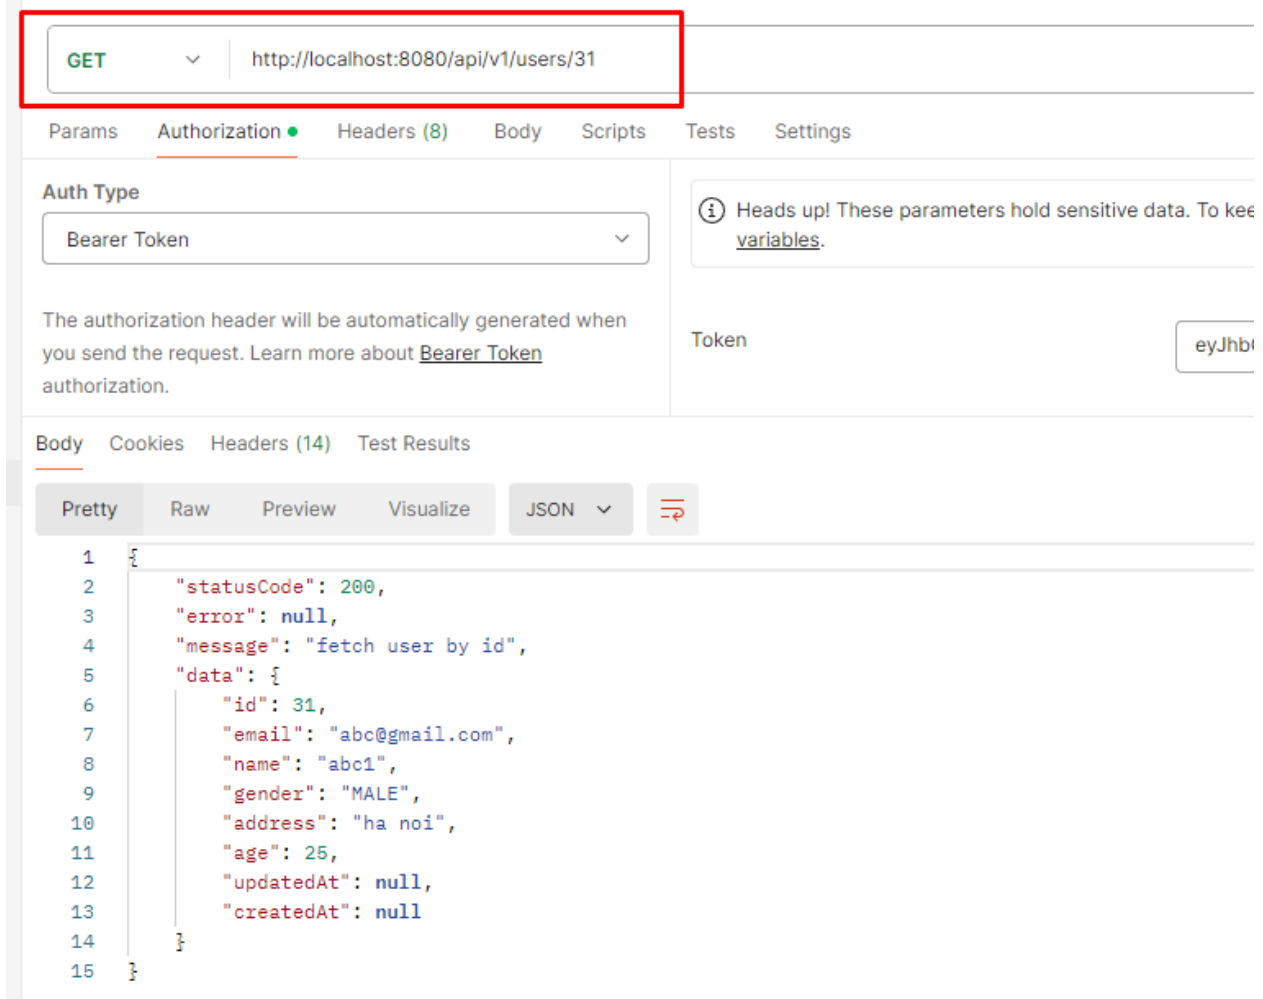 GET http://localhost:8080/api/v1/users/31
Params Authorization Headers (8) Body Scripts Tests Settings
Auth Type
Bearer Token
The authorization header will be automatically generated when
you send the request. Learn more about Bearer Token
authorization.
Heads up! These parameters hold sensitive data. To kee
variables.
Token
eyJhb
Body Cookies Headers (14) Test Results
Pretty Raw Preview Visualize JSON
1 {
2 "statusCode": 200,
3 "error": null,
4 "message": "fetch user by id",
5 "data": {
6 "id": 31,
7 "email": "abc@gmail.com",
8 "name": "abc1",
9 "gender": "MALE",
10 "address": "ha noi",
11 "age": 25,
12 "updatedAt": null,
13 "createdAt": null
14 }
15 }